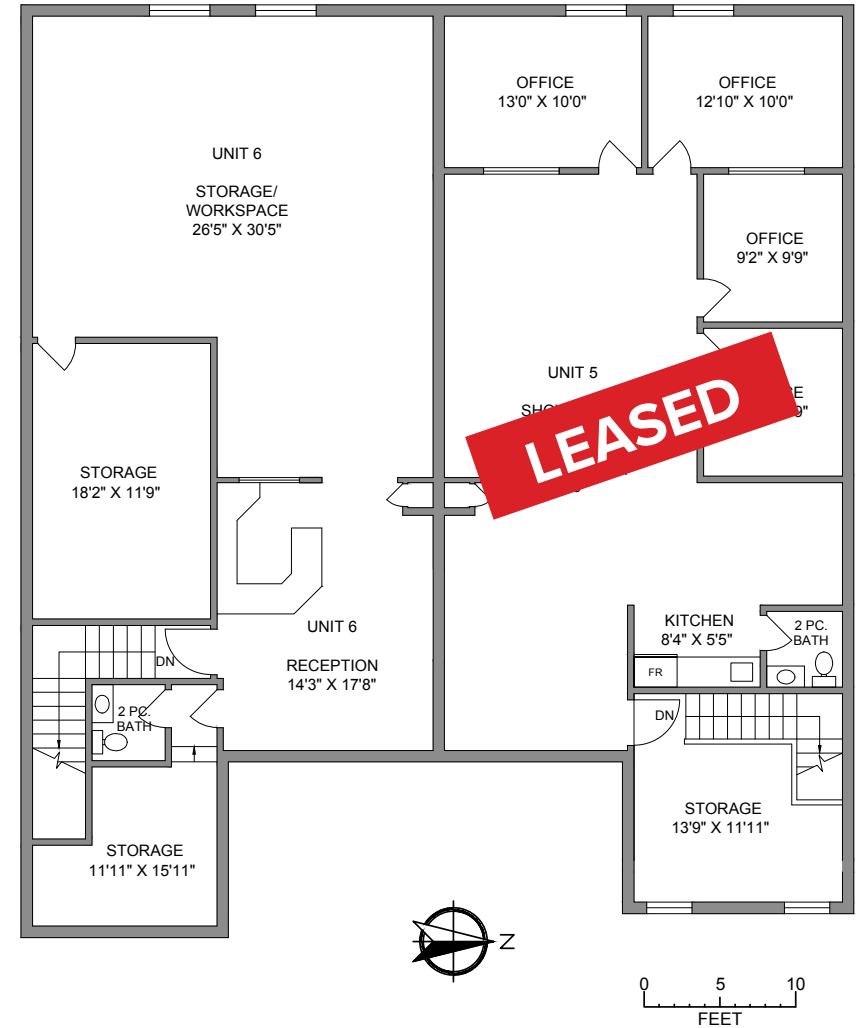 OFFICE
13'0" X 10'0"
OFFICE
12'10" X 10'0"
UNIT 6
STORAGE/
WORKSPACE
26'5" X 30'5"
OFFICE
9'2" X 9'9"
UNIT 5
LEASED
STORAGE
18'2" X 11'9"
UNIT 6
RECEPTION
14'3" X 17'8"
KITCHEN
8'4" X 5'5"
2 PC.
BATH
FR
DN
DN
2 PC.
BATH
STORAGE
13'9" X 11'11"
STORAGE
11'11" X 15'11"
N
0 5 10
FEET